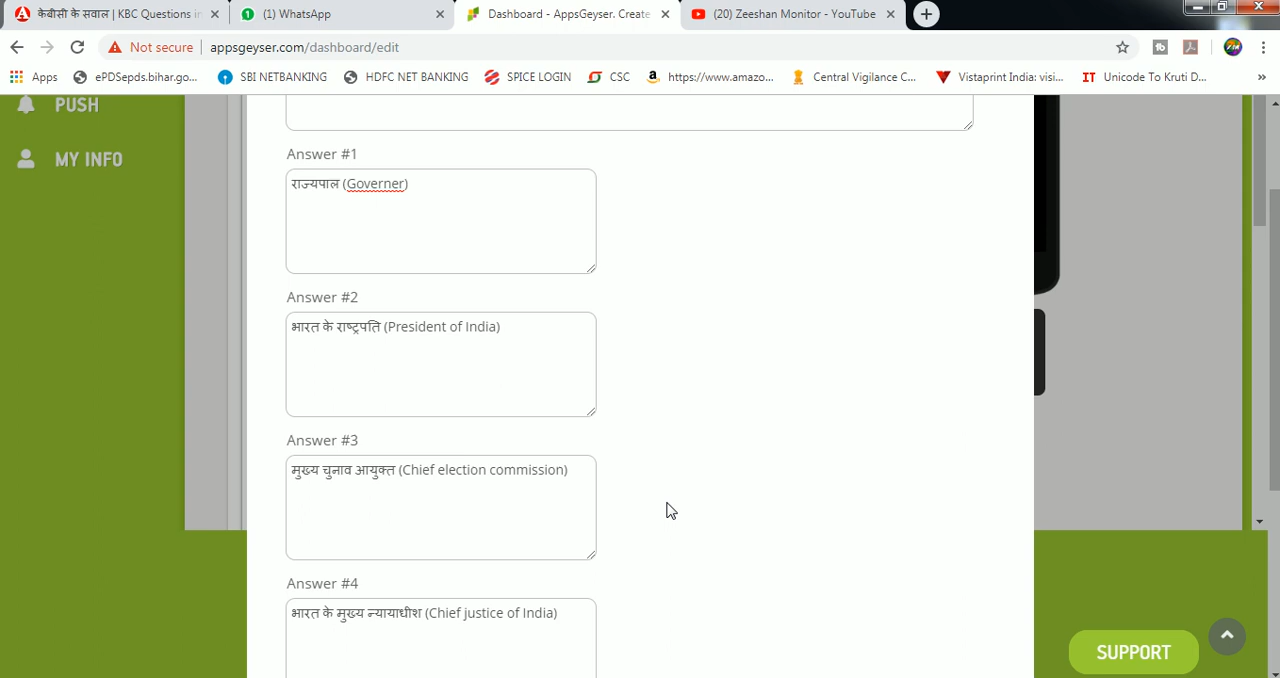 केबीसी के सवाल | KBC Questions in
(1) WhatsApp
Dashboard - AppsGeyser. Create
(20) Zeeshan Monitor - YouTube
Not secure
appsgeyser.com/dashboard/edit
Apps
ePDSepds.bihar.go...
SBI NETBANKING
HDFC NET BANKING
SPICE LOGIN
CSC
https://www.amazo...
Central Vigilance C...
Vistaprint India: visi...
Unicode To Kruti D...
PUSH
MY INFO
Answer #1
राज्यपाल (Governer)
Answer #2
भारत के राष्ट्रपति (President of India)
Answer #3
मुख्य चुनाव आयुक्त (Chief election commission)
Answer #4
भारत के मुख्य न्यायाधीश (Chief justice of India)
SUPPORT